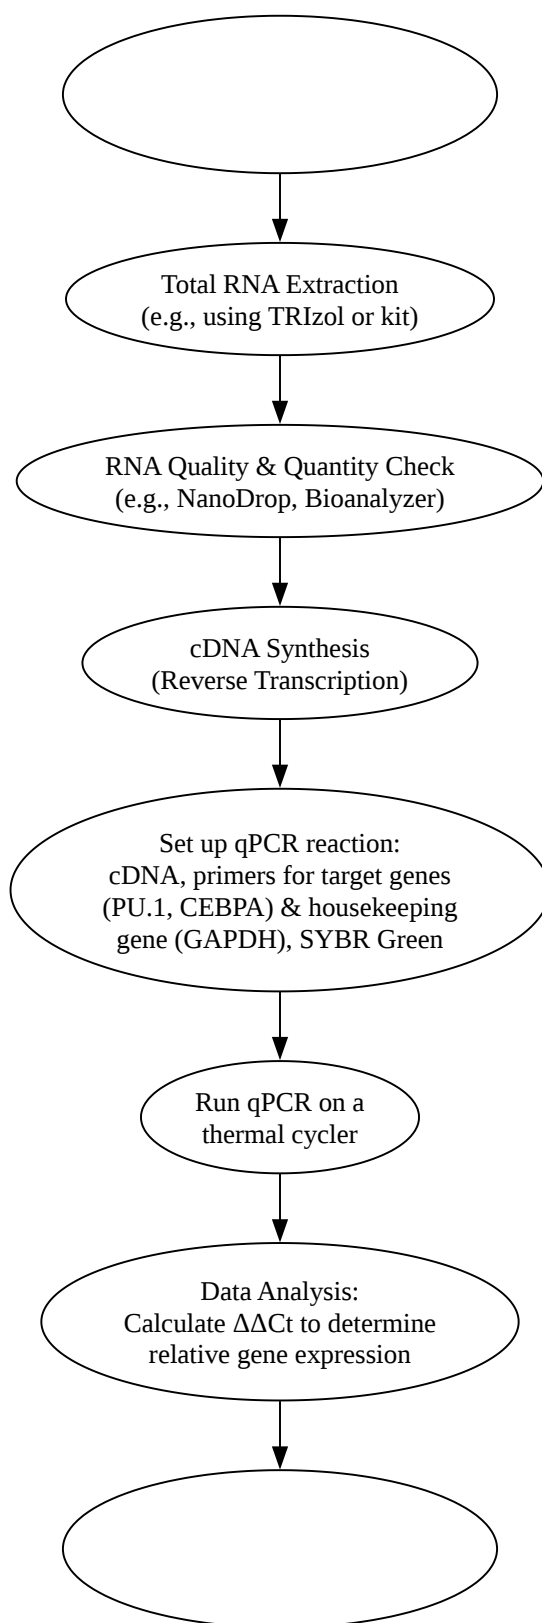 Total RNA Extraction
(e.g., using TRIzol or kit)
RNA Quality & Quantity Check
(e.g., NanoDrop, Bioanalyzer)
cDNA Synthesis
(Reverse Transcription)
Set up qPCR reaction:
cDNA, primers for target genes
(PU.1, CEBPA) & housekeeping
gene (GAPDH), SYBR Green
Run qPCR on a
thermal cycler
Data Analysis:
Calculate ΔΔCt to determine
relative gene expression